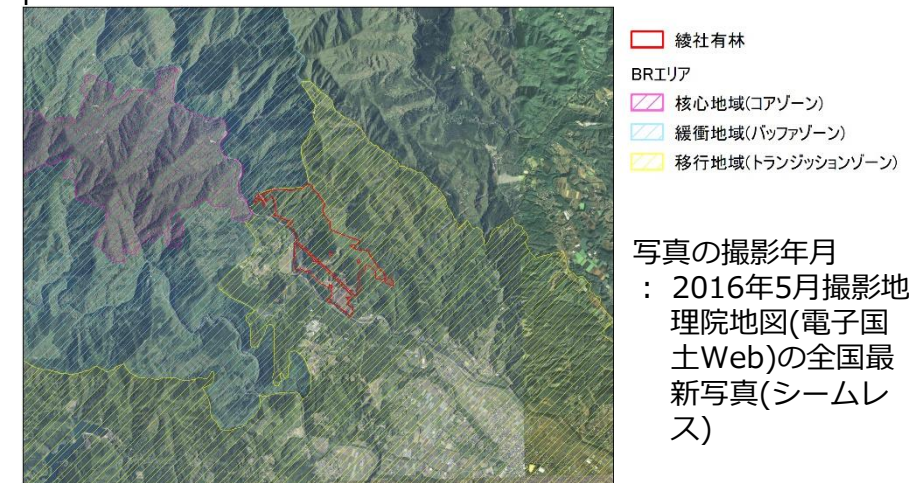 綾社有林
BRエリア
核心地域(コアゾーン)
緩衝地域(バッファゾーン)
移行地域(トランジッションゾーン)
写真の撮影年月
: 2016年5月撮影地
理院地図(電子国
土Web)の全国最
新写真(シームレ
ス)